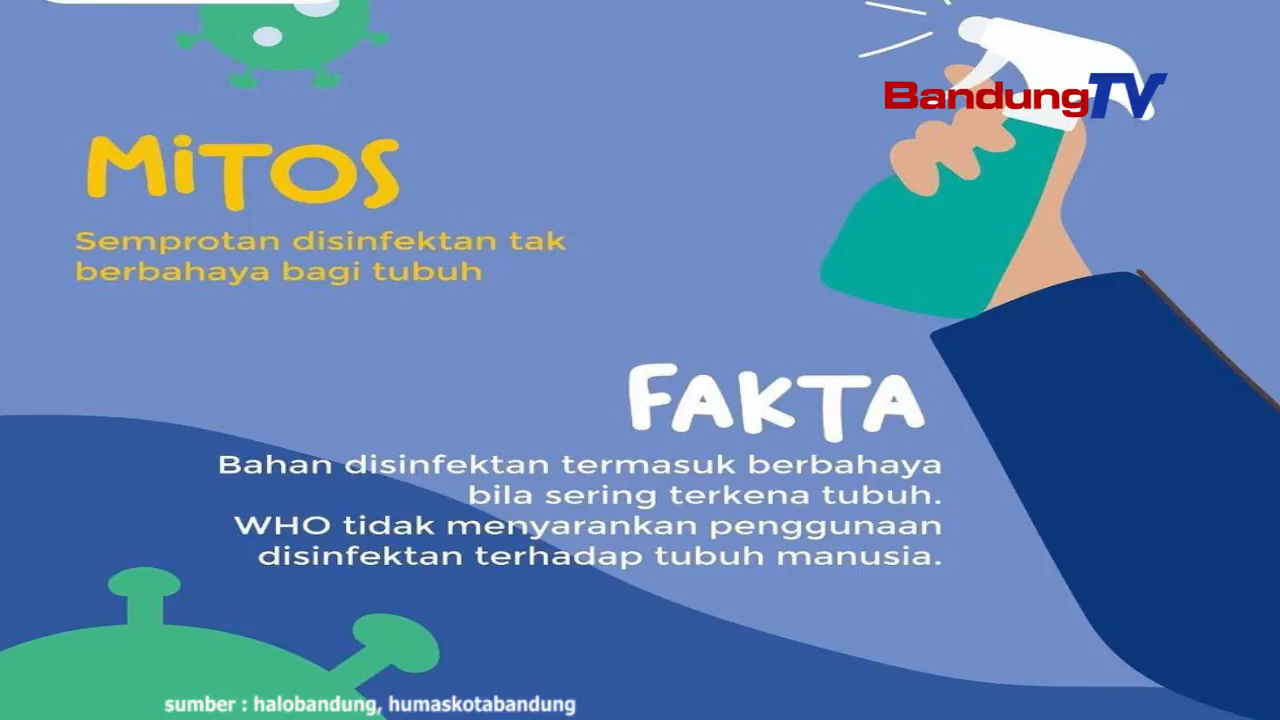 BandungTV
MiTOS
Semprotan disinfektan tak
berbahaya bagi tubuh
FAKTA
Bahan disinfektan termasuk berbahaya
bila sering terkena tubuh.
WHO tidak menyarankan penggunaan
disinfektan terhadap tubuh manusia.
sumber : halobandung, humaskotabandung